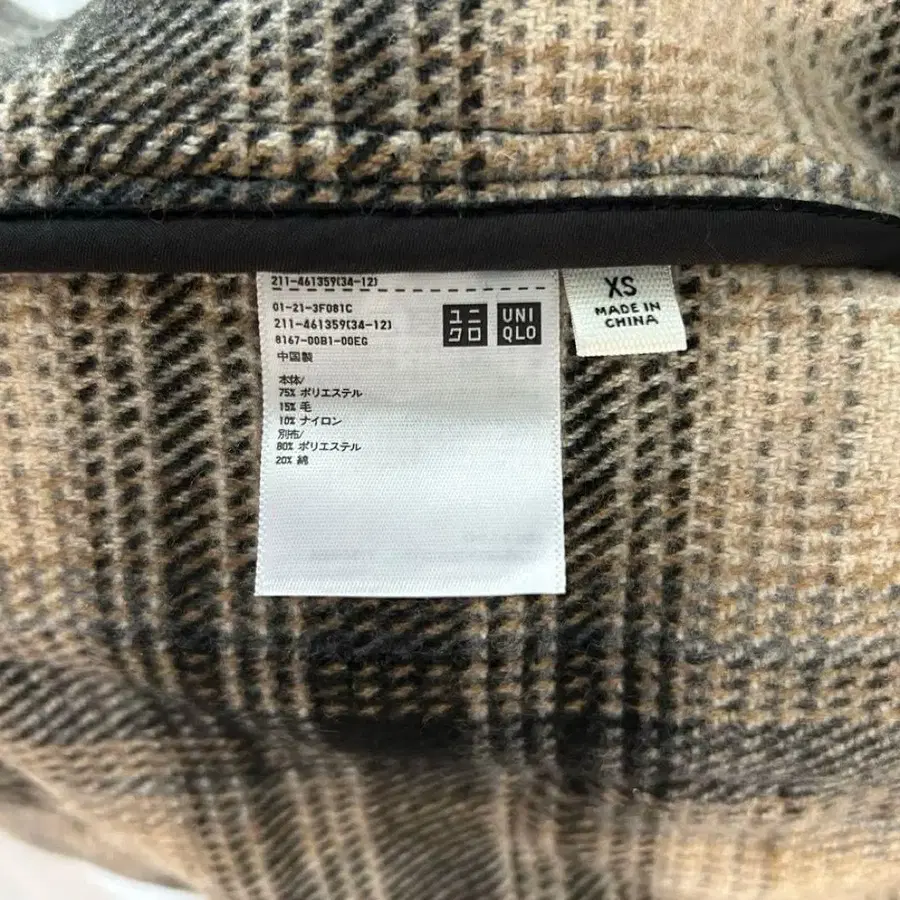 211-461359(34-12)
01-21-3F081C
211-461359(34-12)
8167-00B1-00EG
中国製
本体/
75% ポリエステル
15% 毛
10% ナイロン
別布/
80% ポリエステル
20% 綿
ユニ
クロ
UNI
QLO
XS
MADE IN
CHINA